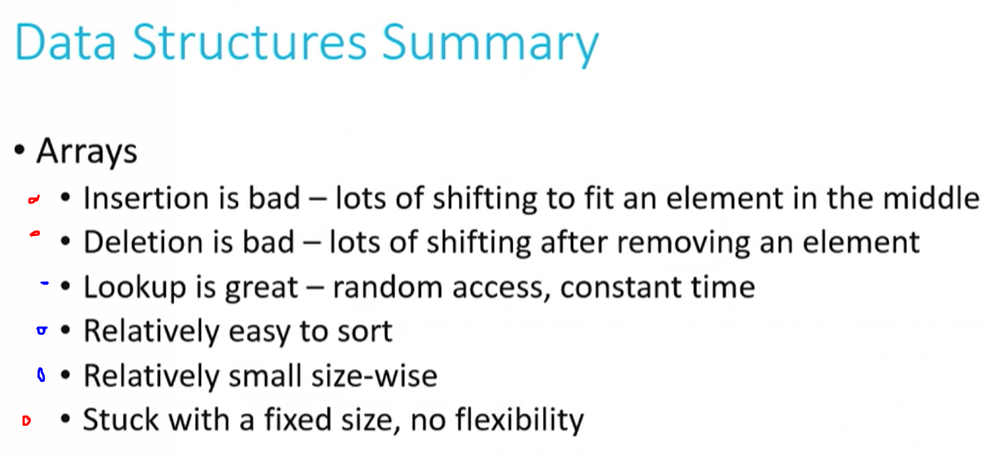 Data Structures Summary
• Arrays
• Insertion is bad – lots of shifting to fit an element in the middle
• Deletion is bad – lots of shifting after removing an element
• Lookup is great – random access, constant time
• Relatively easy to sort
• Relatively small size-wise
• Stuck with a fixed size, no flexibility